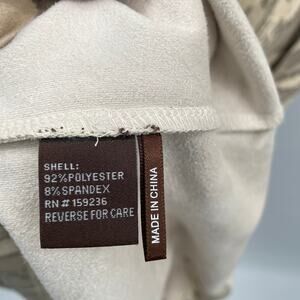 SHELL:
92%POLYESTER
8%SPANDEX
RN# 159236
REVERSE FOR CARE
MADE IN CHINA